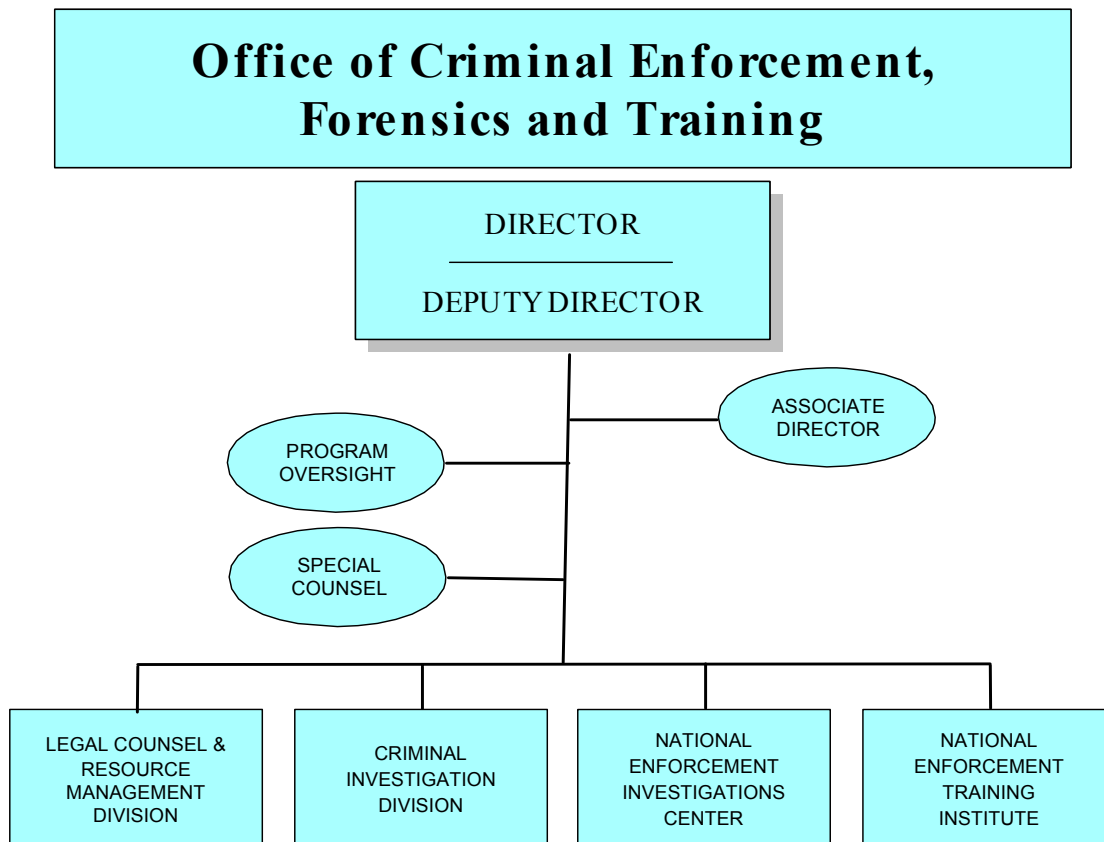 Office of Criminal Enforcement,
Forensics and Training
DIRECTOR
DEPUTY DIRECTOR
ASSOCIATE
DIRECTOR
PROGRAM
OVERSIGHT
SPECIAL
COUNSEL
LEGAL COUNSEL &
RESOURCE
MANAGEMENT
DIVISION
CRIMINAL
INVESTIGATION
DIVISION
NATIONAL
ENFORCEMENT
INVESTIGATIONS
CENTER
NATIONAL
ENFORCEMENT
TRAINING
INSTITUTE